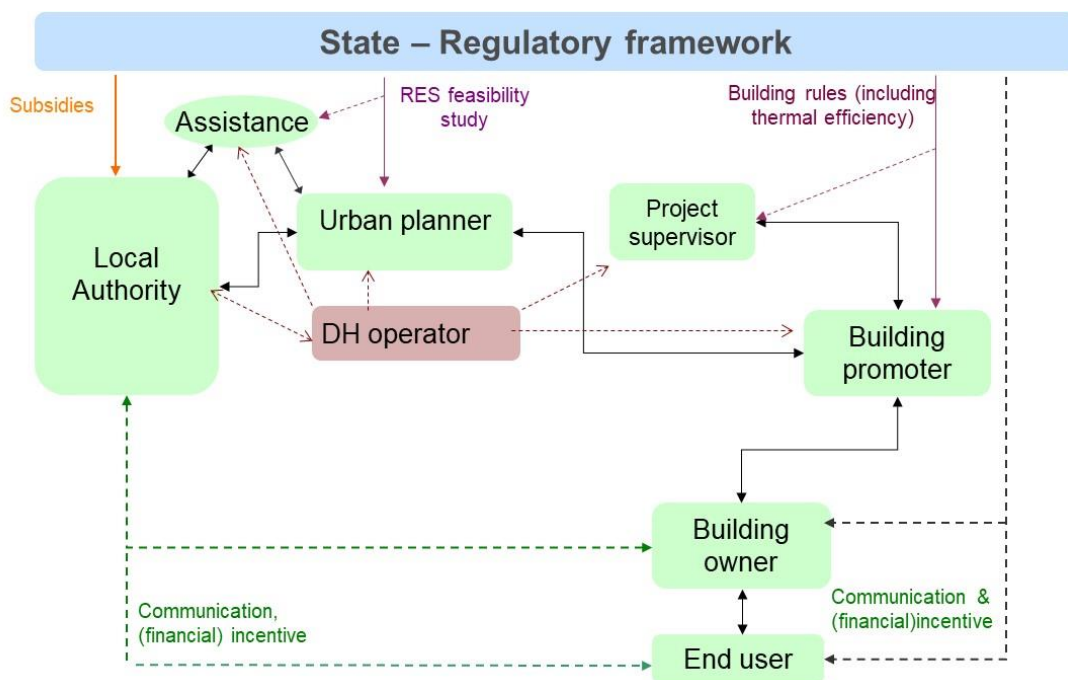 State – Regulatory framework
Subsidies
RES feasibility
study
Building rules (including
thermal efficiency)
Assistance
Urban planner
Project
supervisor
Local
Authority
DH operator
Building
promoter
Building
owner
Communication,
(financial) incentive
Communication &
(financial)incentive
End user